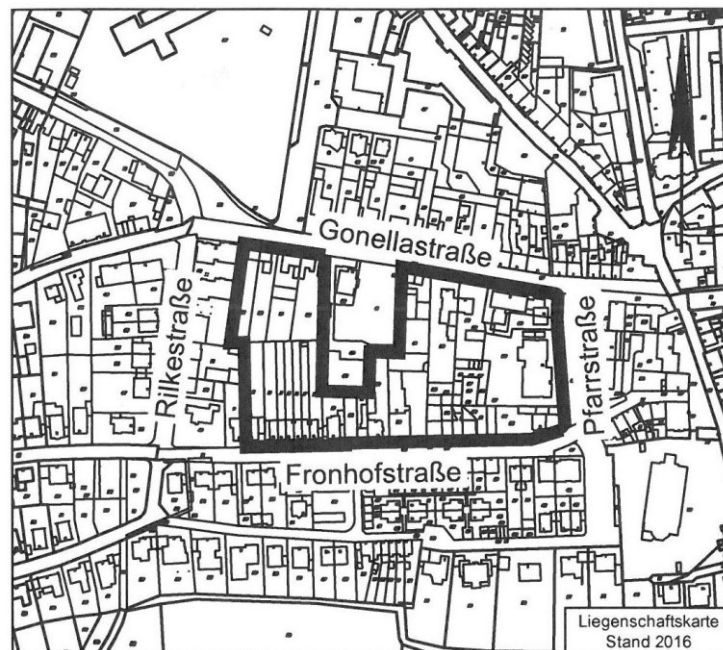 Gonellastraße
Rilkestraße
Pfarrstraße
Fronhofstraße
Liegenschaftskarte
Stand 2016